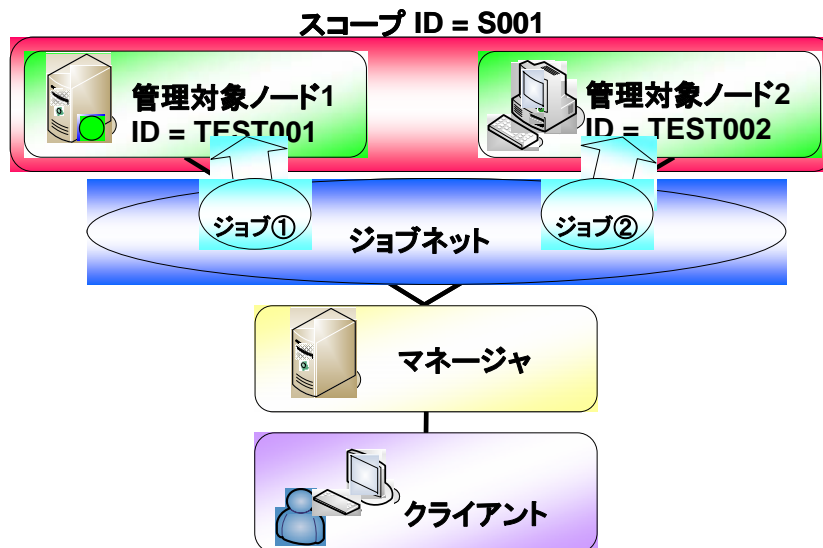 スコープ ID = S001
管理対象ノード1
ID = TEST001
管理対象ノード2
ID = TEST002
ジョブ①
ジョブネット
ジョブ②
マネージャ
クライアント